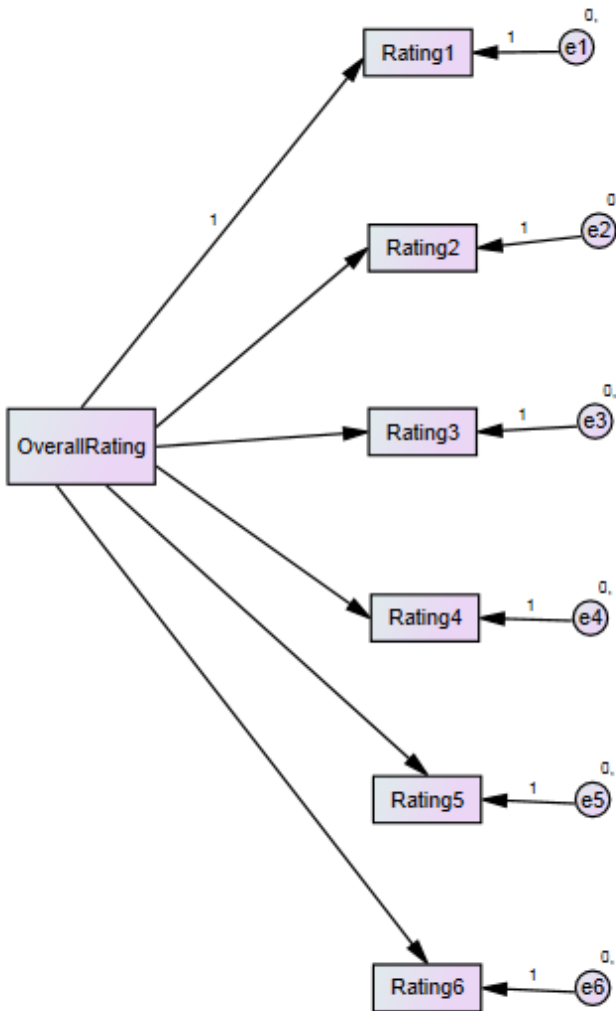 0,
1
Rating1
e1
1
0
1
Rating2
e2
0,
1
Rating3
e3
OverallRating
0,
1
Rating4
e4
0,
1
Rating5
e5
0,
1
Rating6
e6